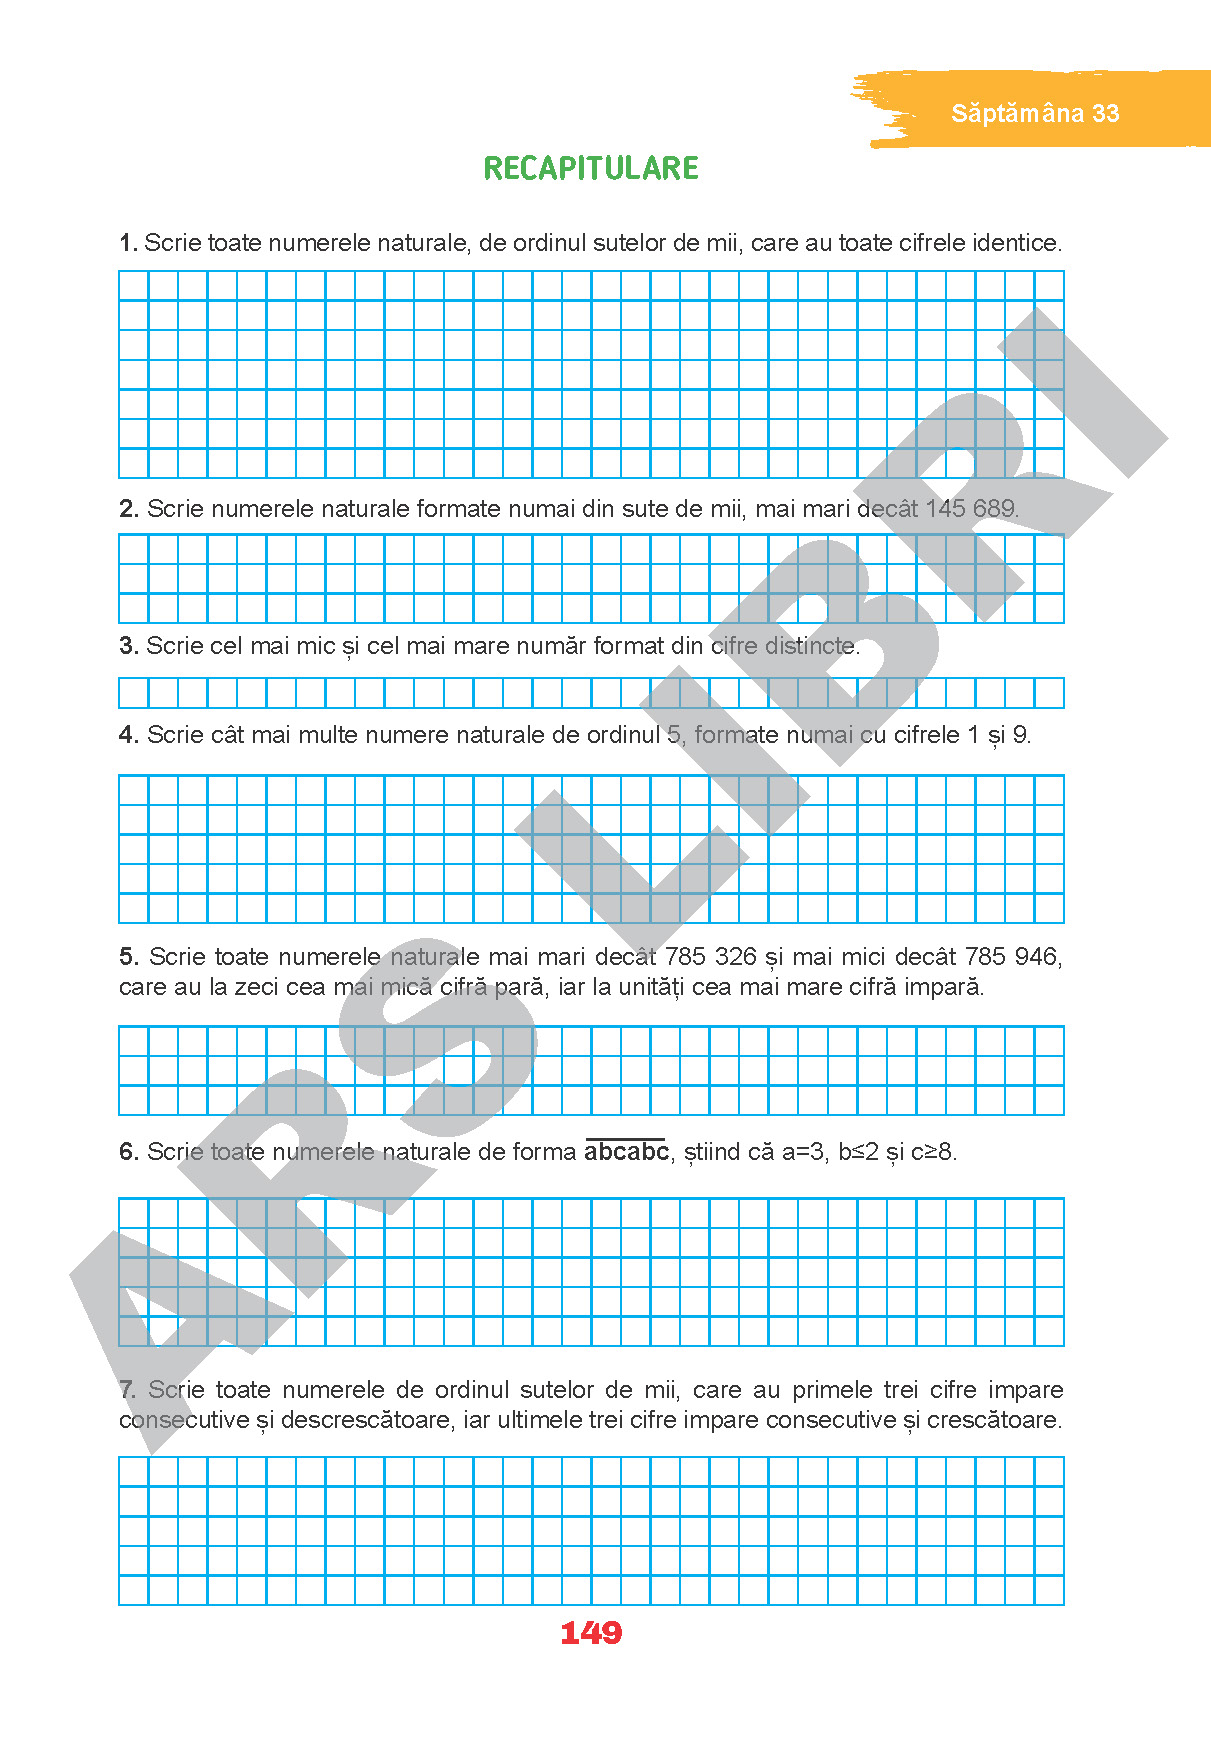 Săptămâna 33
RECAPITULARE
1. Scrie toate numerele naturale, de ordinul sutelor de mii, care au toate cifrele identice.
2. Scrie numerele naturale formate numai din sute de mii, mai mari decât 145 689.
3. Scrie cel mai mic și cel mai mare număr format din cifre distincte.
4. Scrie cât mai multe numere naturale de ordinul 5, formate numai cu cifrele 1 și 9.
5. Scrie toate numerele naturale mai mari decât 785 326 și mai mici decât 785 946,
care au la zeci cea mai mică cifră pară, iar la unități cea mai mare cifră impară.
6. Scrie toate numerele naturale de forma abcabc, știind că a=3, b≤2 și c≥8.
7. Scrie toate numerele de ordinul sutelor de mii, care au primele trei cifre impare
consecutive și descrescătoare, iar ultimele trei cifre impare consecutive și crescătoare.
149
ARS LIBRI